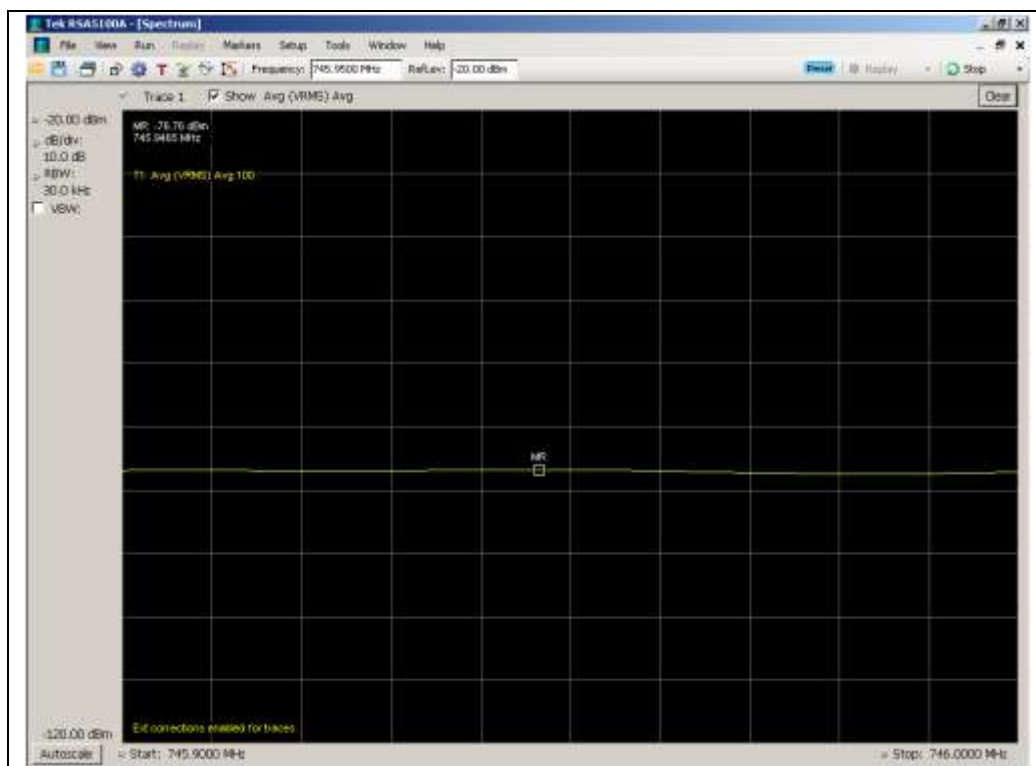 Tek RSA5100A - [Spectrum]
File View Run Replay Markers Setup Tools Window Help
Frequency: 745.9500 MHz RefLev: -20.00 dBm Preset Replay Stop
Trace 1 Show Avg (VRMS) Avg Clear
-20.00 dBm
dB/div:
10.0 dB
RBW:
30.0 kHz
VBW:
MR: -76.76 dBm
745.9465 MHz
T1: Avg (VRMS) Avg:100
MR
Ext corrections enabled for traces
-120.00 dBm
Autoscale Start: 745.9000 MHz Stop: 746.0000 MHz